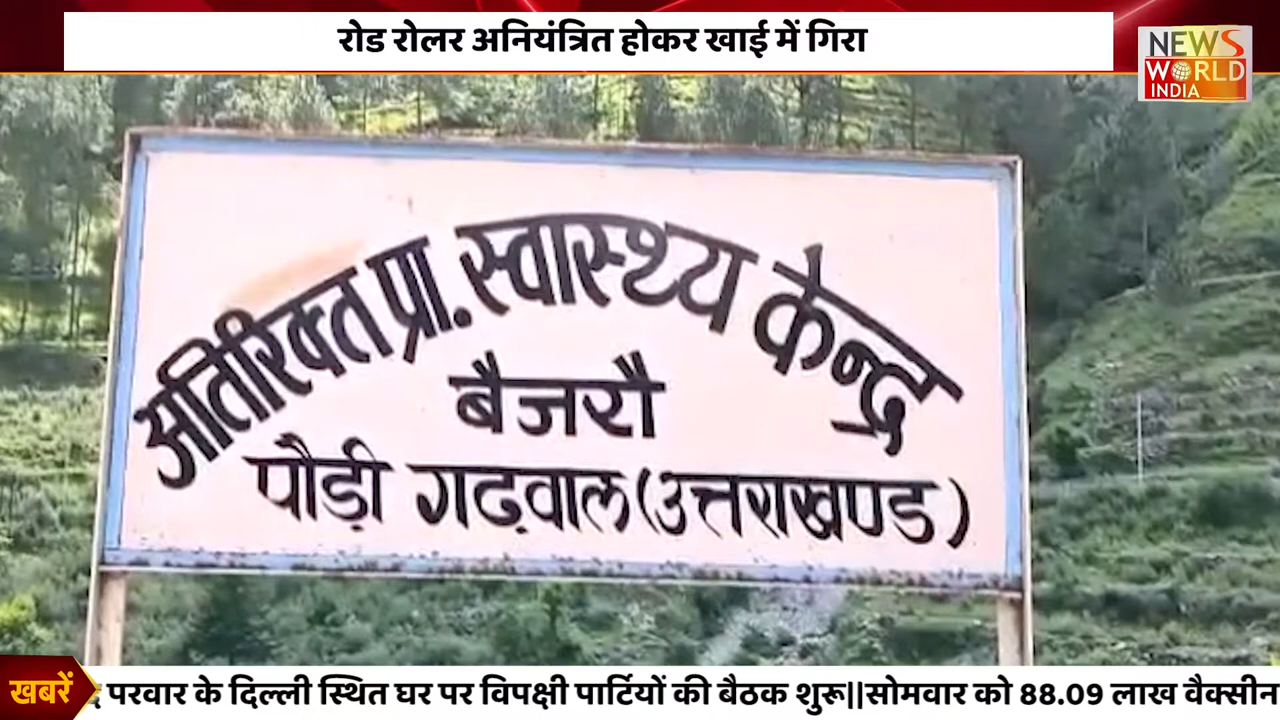 रोड रोलर अनियंत्रित होकर खाई में गिरा
NEWS
WORLD
INDIA
अतिरिक्त प्रा. स्वास्थ्य कैन्द्र
बैजरौ
पौड़ी गढ़वाल (उत्तराखण्ड)
खबरें
परवार के दिल्ली स्थित घर पर विपक्षी पार्टियों की बैठक शुरू||सोमवार को 88.09 लाख वैक्सीन